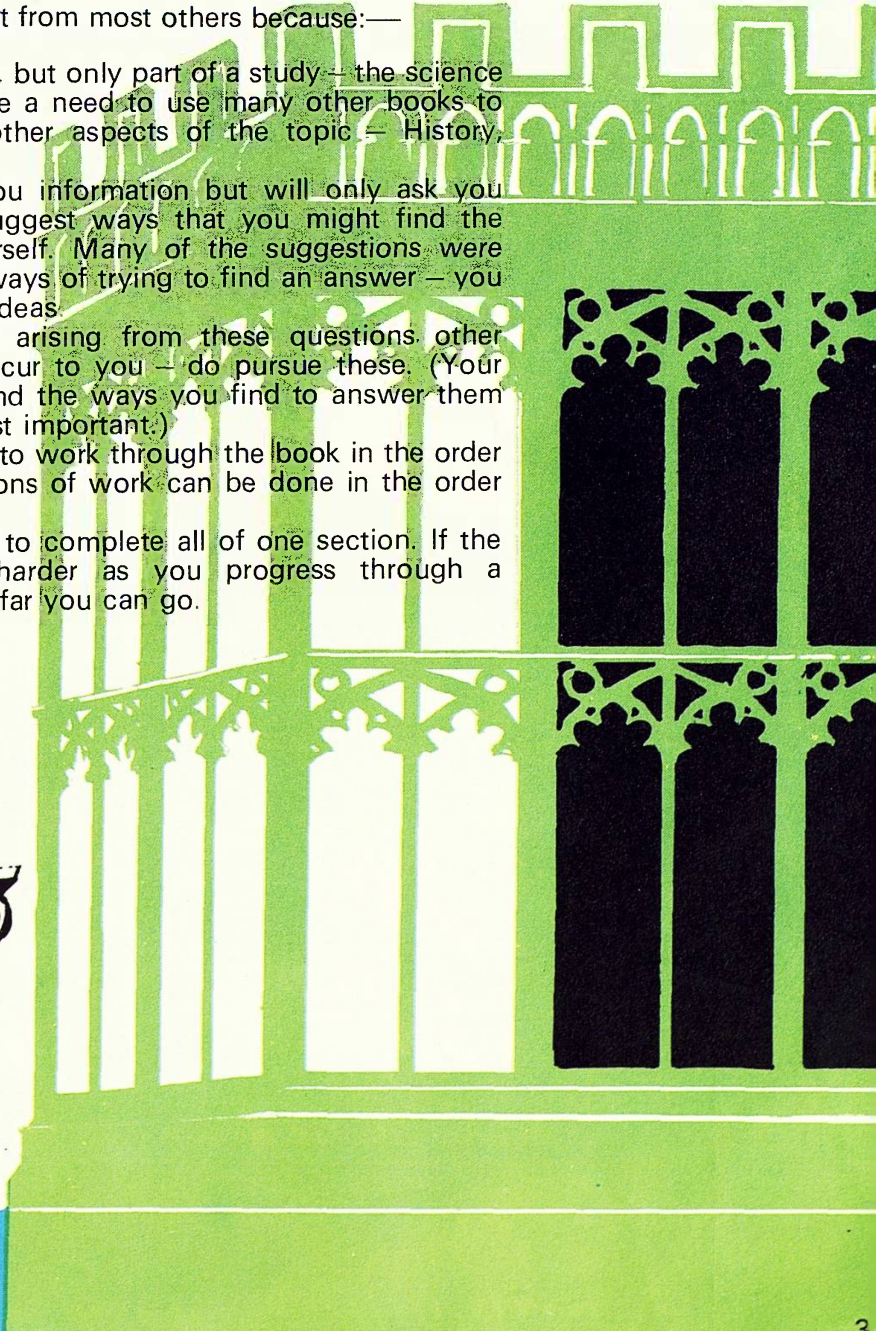 t from most others because:—
, but only part of a study – the science
e a need to use many other books to
other aspects of the topic – History,
ou information but will only ask you
uggest ways that you might find the
rself. Many of the suggestions were
ways of trying to find an answer – you
deas.
arising from these questions other
cur to you – do pursue these. (Your
nd the ways you find to answer them
st important.)
to work through the book in the order
ons of work can be done in the order
to complete all of one section. If the
harder as you progress through a
far you can go.
3